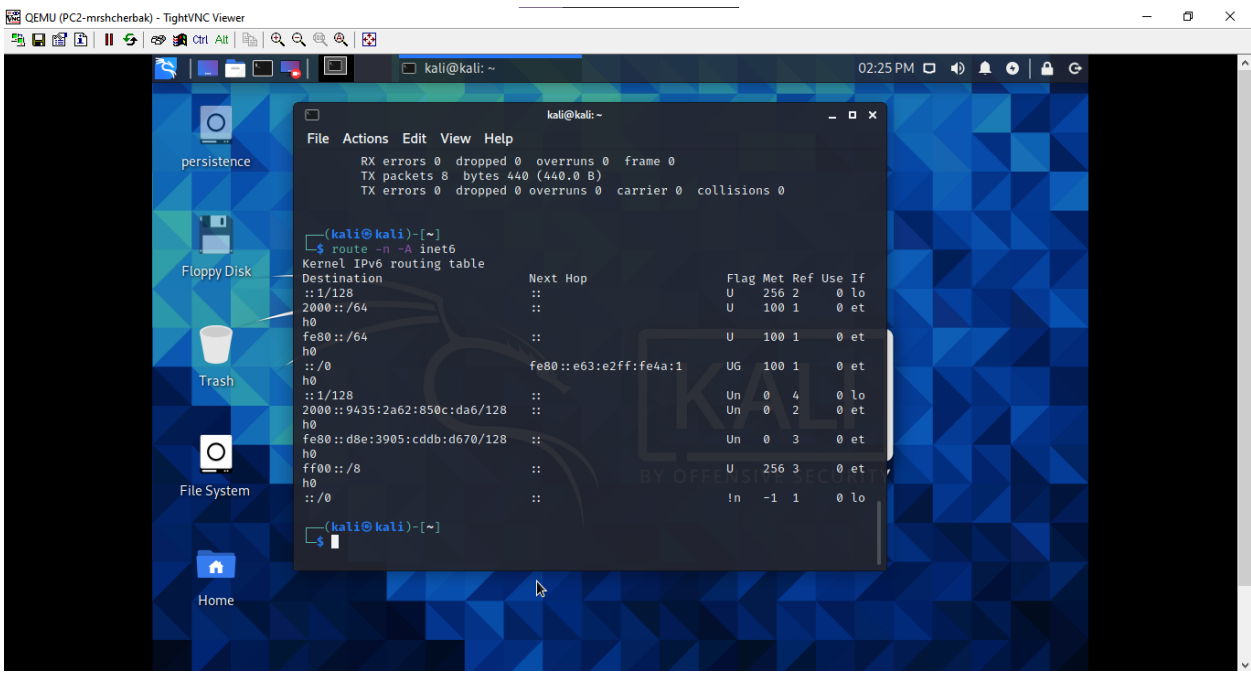 QEMU (PC2-mrshcherbak) - TightVNC Viewer
Ctrl Alt
kali@kali: ~ 02:25 PM
kali@kali: ~
File Actions Edit View Help
RX errors 0 dropped 0 overruns 0 frame 0
TX packets 8 bytes 440 (440.0 B)
TX errors 0 dropped 0 overruns 0 carrier 0 collisions 0
┌──(kali㉿kali)-[~]
└─$ route -n -A inet6
Kernel IPv6 routing table
Destination Next Hop Flag Met Ref Use If
::1/128 :: U 256 2 0 lo
2000::/64 :: U 100 1 0 et
h0
fe80::/64 :: U 100 1 0 et
h0
::/0 fe80::e63:e2ff:fe4a:1 UG 100 1 0 et
h0
::1/128 :: Un 0 4 0 lo
2000::9435:2a62:850c:da6/128 :: Un 0 2 0 et
h0
fe80::d8e:3905:cddb:d670/128 :: Un 0 3 0 et
h0
ff00::/8 :: U 256 3 0 et
h0
::/0 :: !n -1 1 0 lo
┌──(kali㉿kali)-[~]
└─$
persistence
Floppy Disk
Trash
File System
Home
KALI
BY OFFENSIVE SECURITY